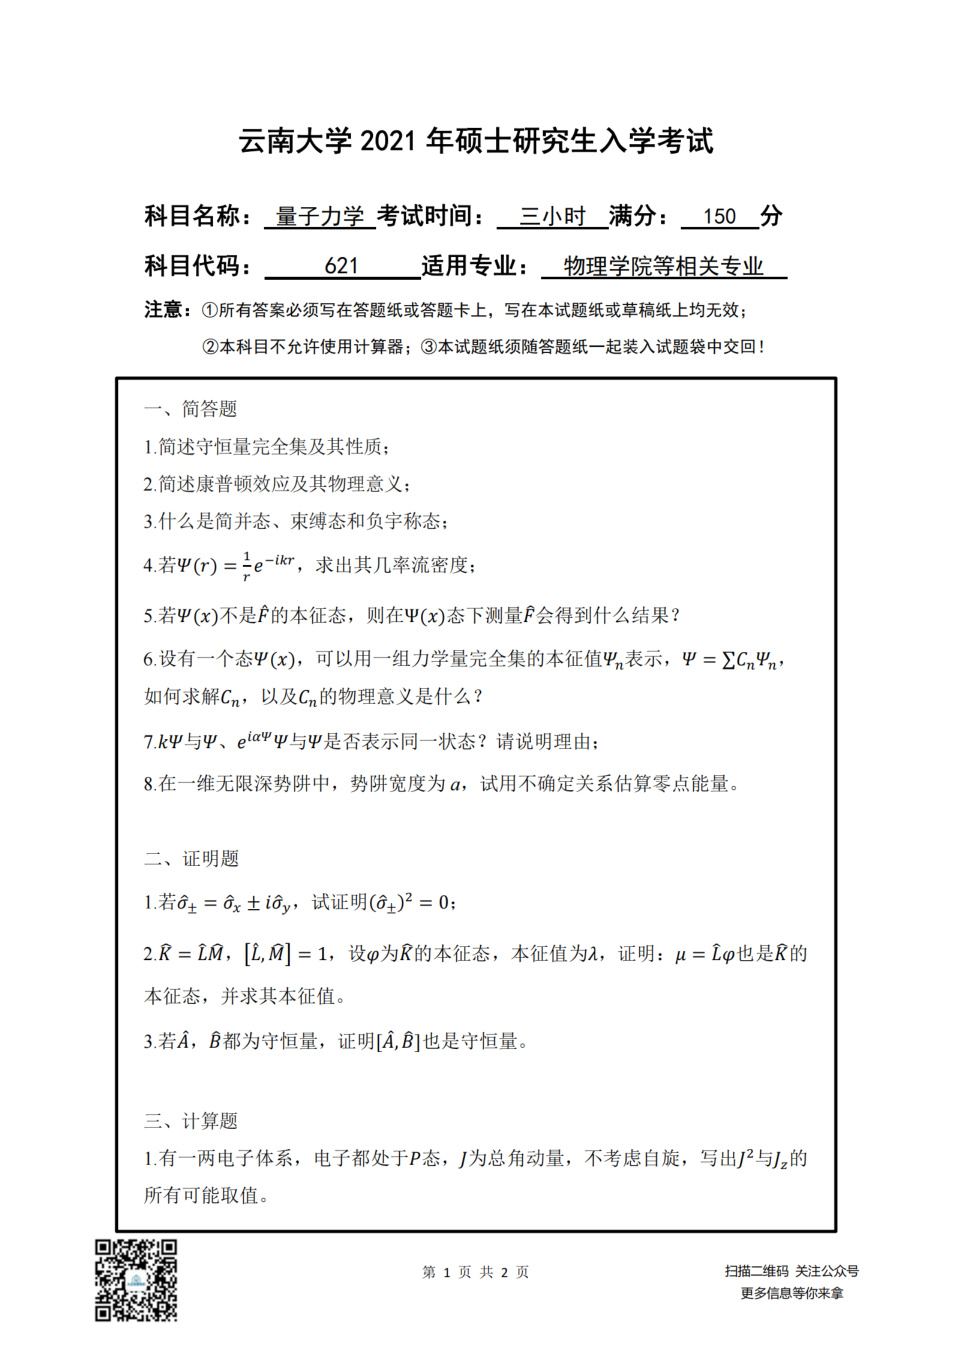 云南大学 2021 年硕士研究生入学考试
科目名称： 量子力学 考试时间： 三小时 满分： 150 分
科目代码： 621 适用专业： 物理学院等相关专业
注意：①所有答案必须写在答题纸或答题卡上，写在本试题纸或草稿纸上均无效；
②本科目不允许使用计算器；③本试题纸须随答题纸一起装入试题袋中交回！
一、简答题
1.简述守恒量完全集及其性质；
2.简述康普顿效应及其物理意义；
3.什么是简并态、束缚态和负宇称态；
4.若Ψ(r) = \frac{1}{r}e^{-ikr}，求出其几率流密度；
5.若Ψ(x)不是F̂的本征态，则在Ψ(x)态下测量F̂会得到什么结果？
6.设有一个态Ψ(x)，可以用一组力学量完全集的本征值Ψₙ表示，Ψ = ∑CₙΨₙ，
如何求解Cₙ，以及Cₙ的物理意义是什么？
7.kΨ与Ψ、e^{iαΨ}Ψ与Ψ是否表示同一状态？请说明理由；
8.在一维无限深势阱中，势阱宽度为 a，试用不确定关系估算零点能量。
二、证明题
1.若σ̂± = σ̂ₓ ± iσ̂_y，试证明(σ̂±)² = 0；
2.K̂ = L̂M̂，[L̂, M̂] = 1，设φ为K̂的本征态，本征值为λ，证明：μ = L̂φ也是K̂的
本征态，并求其本征值。
3.若Â，B̂都为守恒量，证明[Â, B̂]也是守恒量。
三、计算题
1.有一两电子体系，电子都处于P态，J为总角动量，不考虑自旋，写出J²与J_z的
所有可能取值。
第 1 页 共 2 页
扫描二维码 关注公众号
更多信息等你来拿